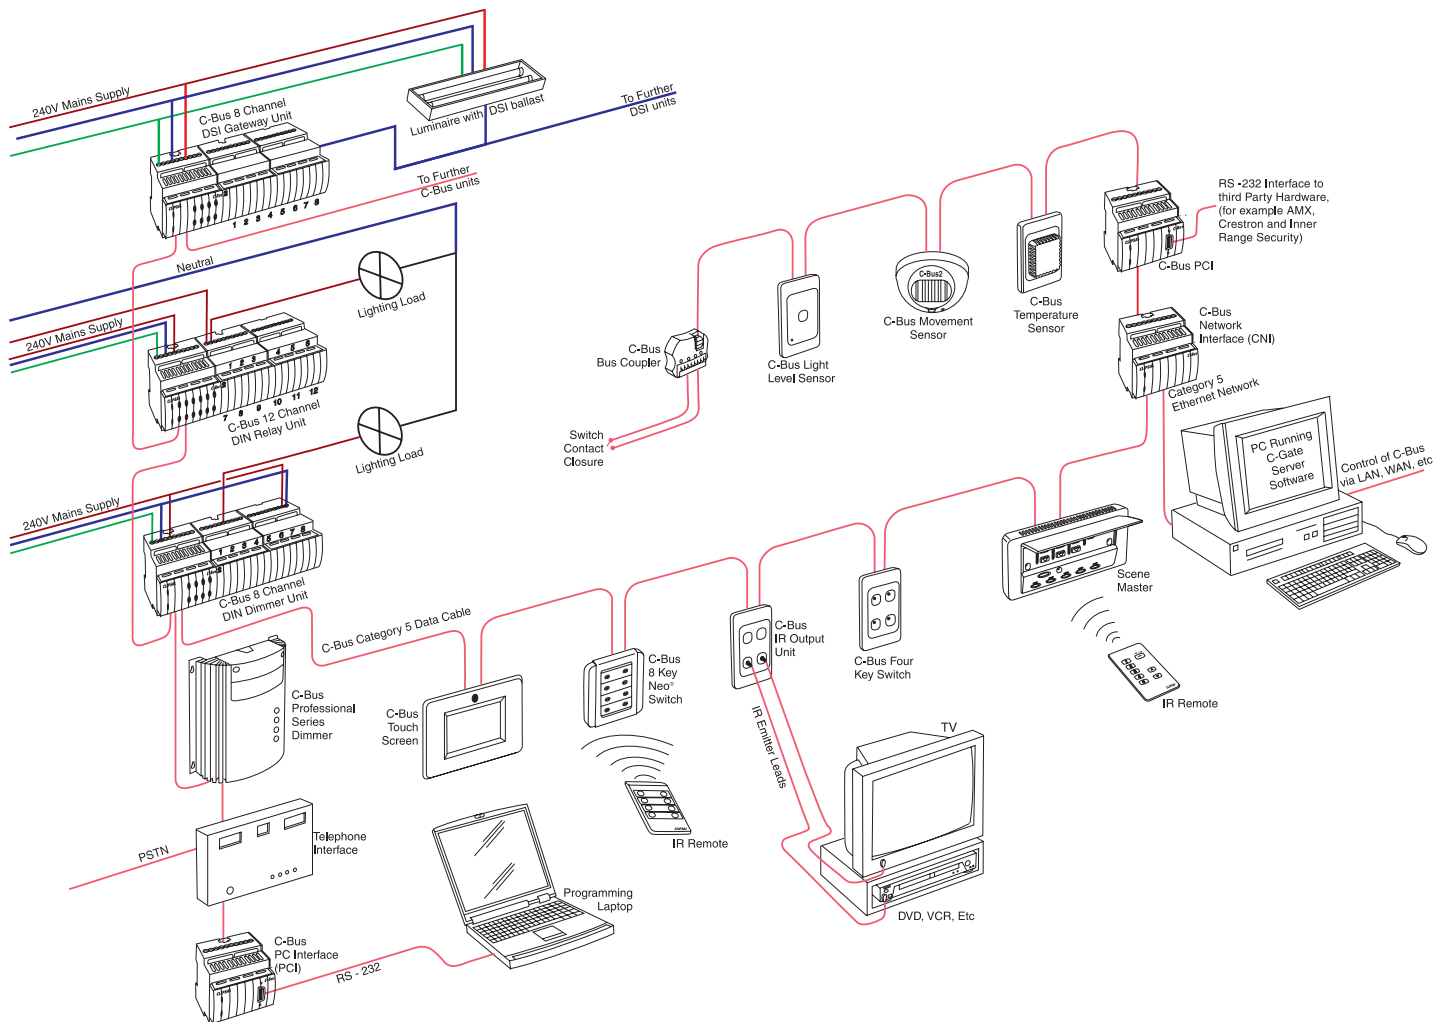 240V Mains Supply
C-Bus 8 Channel
DSI Gateway Unit
Luminaire with DSI ballast
To Further
DSI units
To Further
C-Bus units
1 2 3 4 5 6 7 8
Neutral
Lighting Load
240V Mains Supply
1 2 3 4 5 6
7 8 9 10 11 12
C-Bus 12 Channel
DIN Relay Unit
Lighting Load
240V Mains Supply
1 2 3 4 5 6 7 8
C-Bus 8 Channel
DIN Dimmer Unit
C-Bus Category 5 Data Cable
C-Bus
Professional
Series
Dimmer
Telephone
Interface
PSTN
C-Bus
PC Interface
(PCI)
RS - 232
Programming
Laptop
C-Bus
Touch
Screen
C-Bus
8 Key
Neo®
Switch
IR Remote
C-Bus
IR Output
Unit
IR Emitter Leads
TV
DVD, VCR, Etc
C-Bus Four
Key Switch
Scene
Master
IR Remote
C-Bus
Bus Coupler
Switch
Contact
Closure
C-Bus Light
Level Sensor
C-Bus2
C-Bus Movement
Sensor
C-Bus
Temperature
Sensor
C-Bus PCI
RS -232 Interface to
third Party Hardware,
(for example AMX,
Crestron and Inner
Range Security)
C-Bus
Network
Interface (CNI)
Category 5
Ethernet Network
PC Running
C-Gate
Server
Software
Control of C-Bus
via LAN, WAN, etc